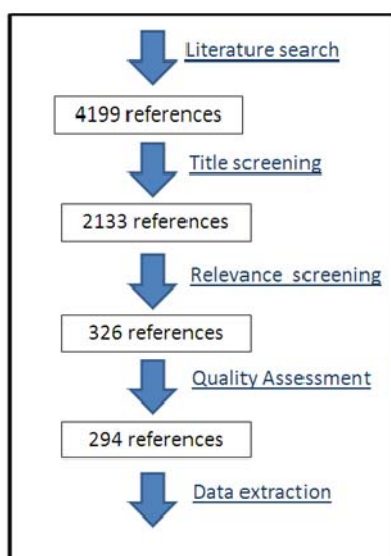 Literature search
4199 references
Title screening
2133 references
Relevance screening
326 references
Quality Assessment
294 references
Data extraction